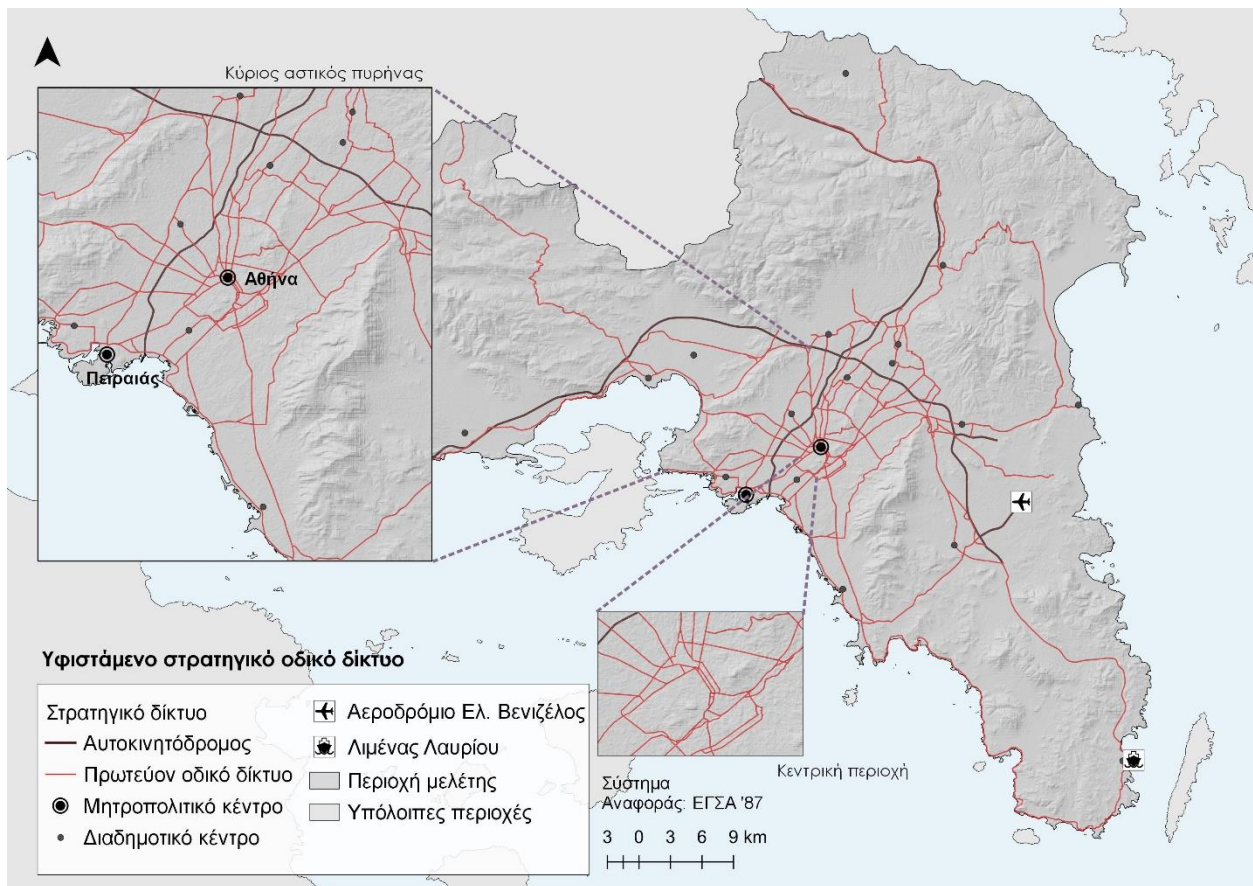 Κύριος αστικός πυρήνας
Αθήνα
Πειραιάς
Υφιστάμενο στρατηγικό οδικό δίκτυο
Στρατηγικό δίκτυο
Αυτοκινητόδρομος
Πρωτεύον οδικό δίκτυο
Μητροπολιτικό κέντρο
Διαδημοτικό κέντρο
Αεροδρόμιο Ελ. Βενιζέλος
Λιμένας Λαυρίου
Περιοχή μελέτης
Υπόλοιπες περιοχές
Κεντρική περιοχή
Σύστημα
Αναφοράς: ΕΓΣΑ '87
3 0 3 6 9 km